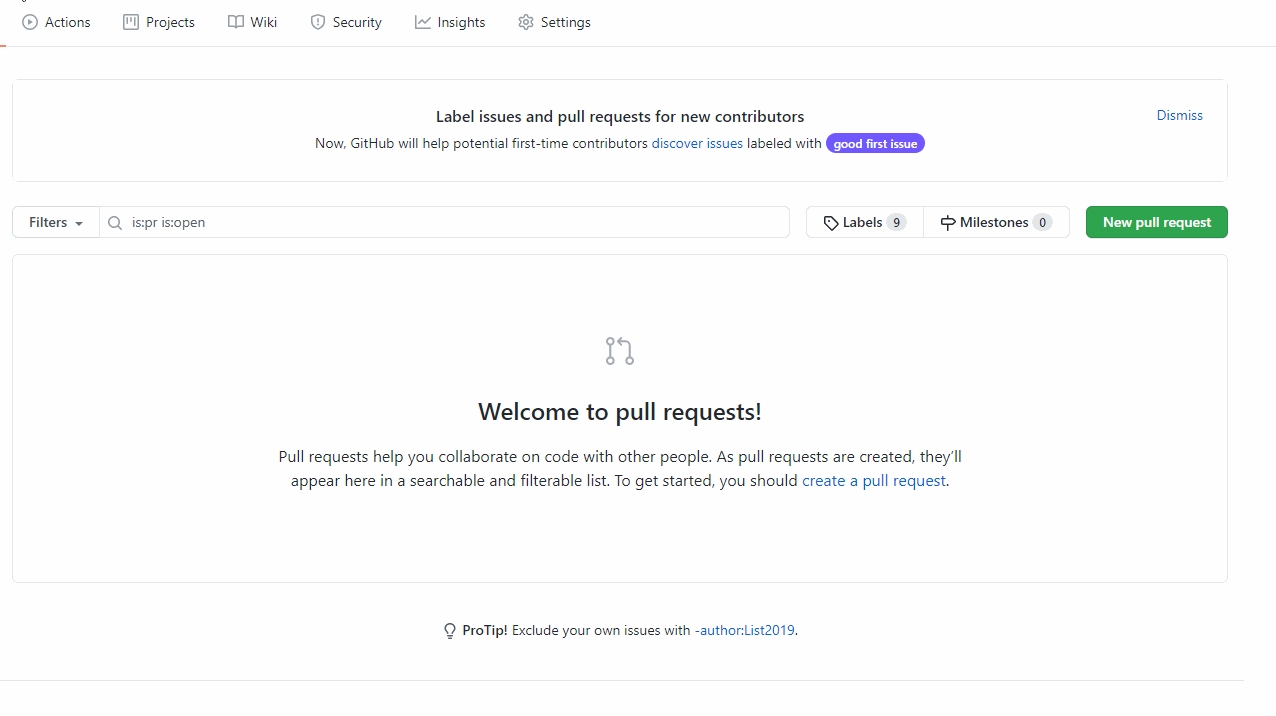 Actions Projects Wiki Security Insights Settings
Label issues and pull requests for new contributors
Dismiss
Now, GitHub will help potential first-time contributors discover issues labeled with good first issue
Filters is:pr is:open Labels 9 Milestones 0 New pull request
Welcome to pull requests!
Pull requests help you collaborate on code with other people. As pull requests are created, they’ll
appear here in a searchable and filterable list. To get started, you should create a pull request.
ProTip! Exclude your own issues with -author:List2019.